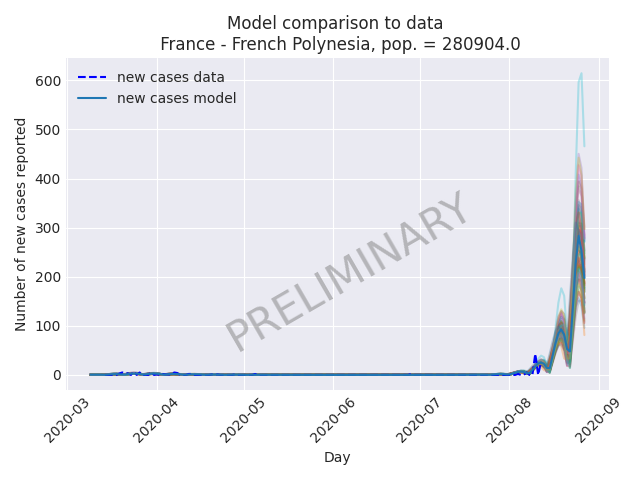 Model comparison to data
France - French Polynesia, pop. = 280904.0
new cases data
new cases model
Number of new cases reported
600
500
400
300
200
100
0
PRELIMINARY
2020-03
2020-04
2020-05
2020-06
2020-07
2020-08
2020-09
Day